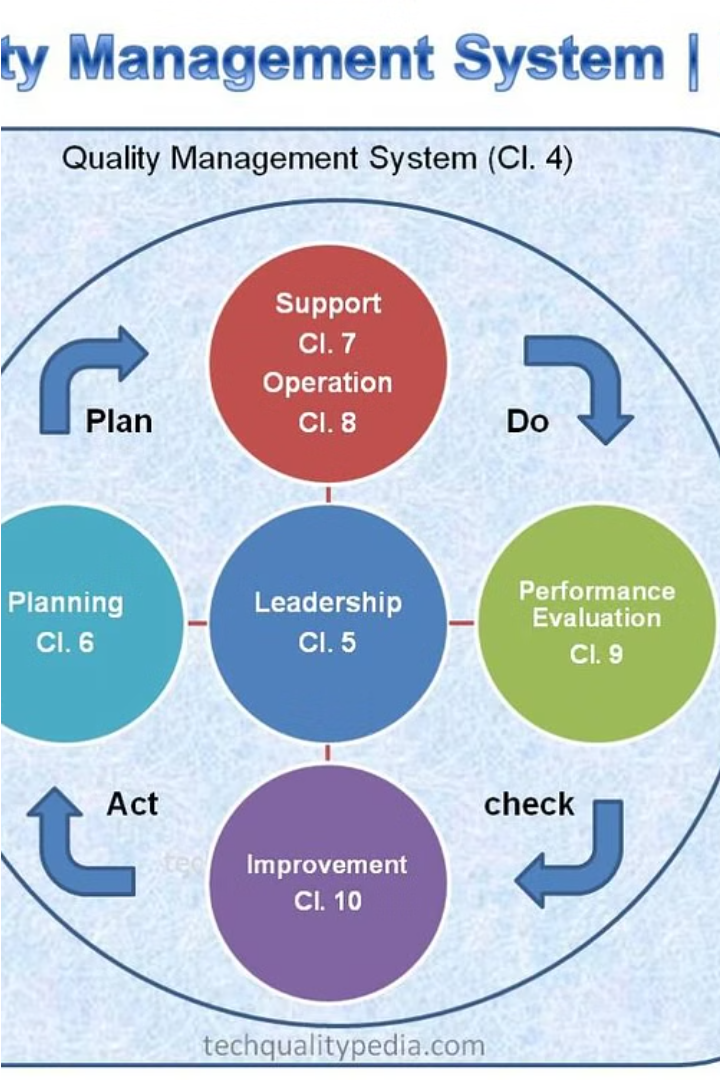 ty Management System |
Quality Management System (Cl. 4)
Support
Cl. 7
Operation
Cl. 8
Plan
Do
Planning
Cl. 6
Leadership
Cl. 5
Performance
Evaluation
Cl. 9
Act
check
tec
Improvement
Cl. 10
techqualitypedia.com